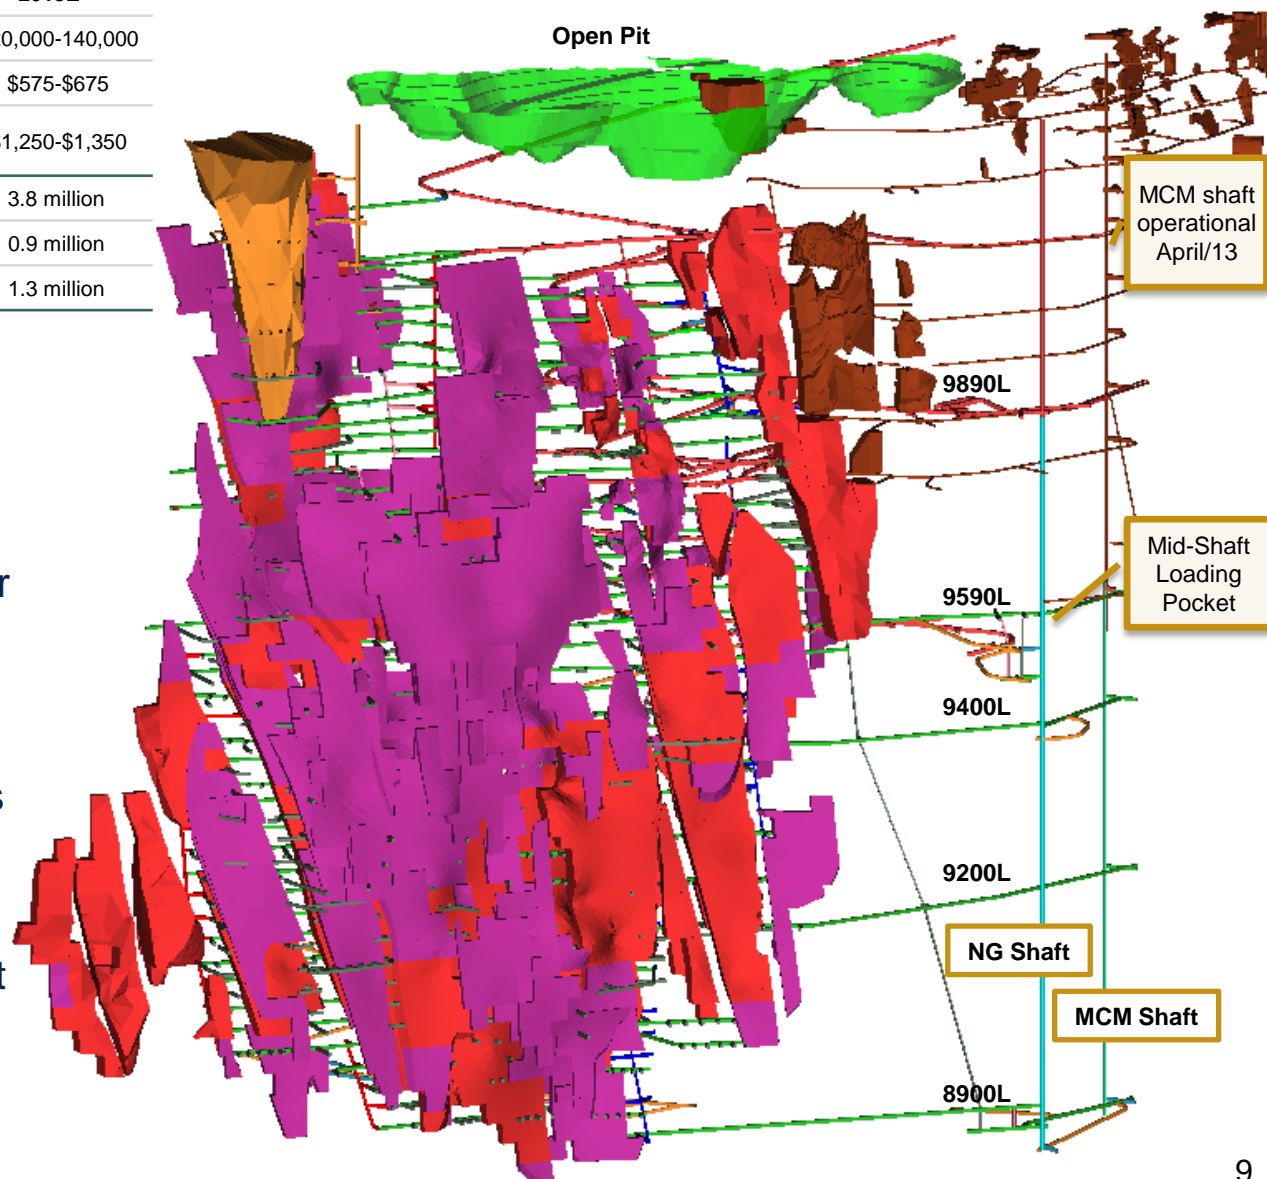 0,000-140,000
$575-$675
1,250-$1,350
3.8 million
0.9 million
1.3 million
Open Pit
MCM shaft
operational
April/13
9890L
Mid-Shaft
Loading
Pocket
9590L
9400L
9200L
NG Shaft
MCM Shaft
8900L
9